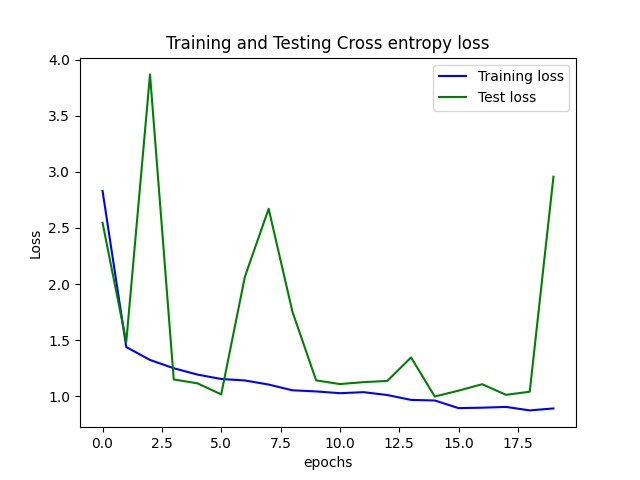 Training and Testing Cross entropy loss
4.0
3.5
3.0
2.5
2.0
1.5
1.0
Loss
Training loss
Test loss
0.0 2.5 5.0 7.5 10.0 12.5 15.0 17.5
epochs